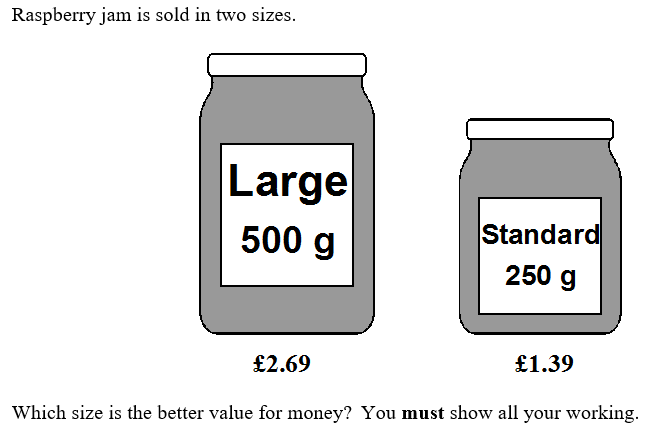 Raspberry jam is sold in two sizes.
Large
500 g
Standard
250 g
£2.69
£1.39
Which size is the better value for money?  You must show all your working.